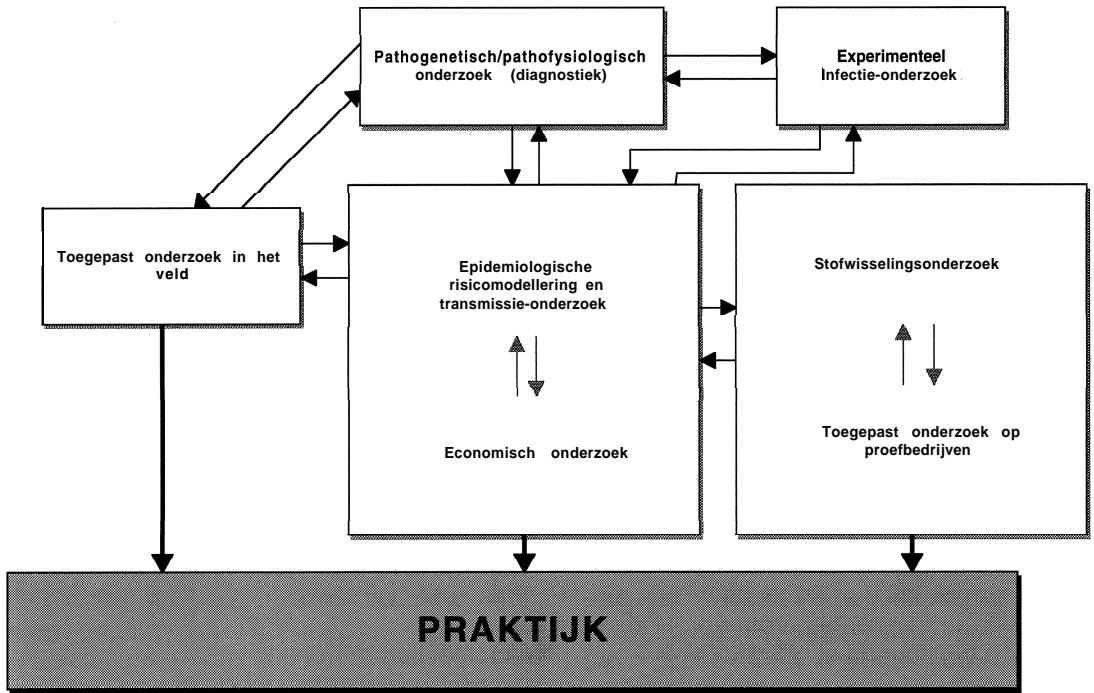 Pathogenetisch/pathofysiologisch
onderzoek (diagnostiek)
Experimenteel
Infectie-onderzoek
Toegepast onderzoek in het
veld
Epidemiologische
risicomodellering en
transmissie-onderzoek
Economisch onderzoek
Stofwisselingsonderzoek
Toegepast onderzoek op
proefbedrijven
PRAKTIJK